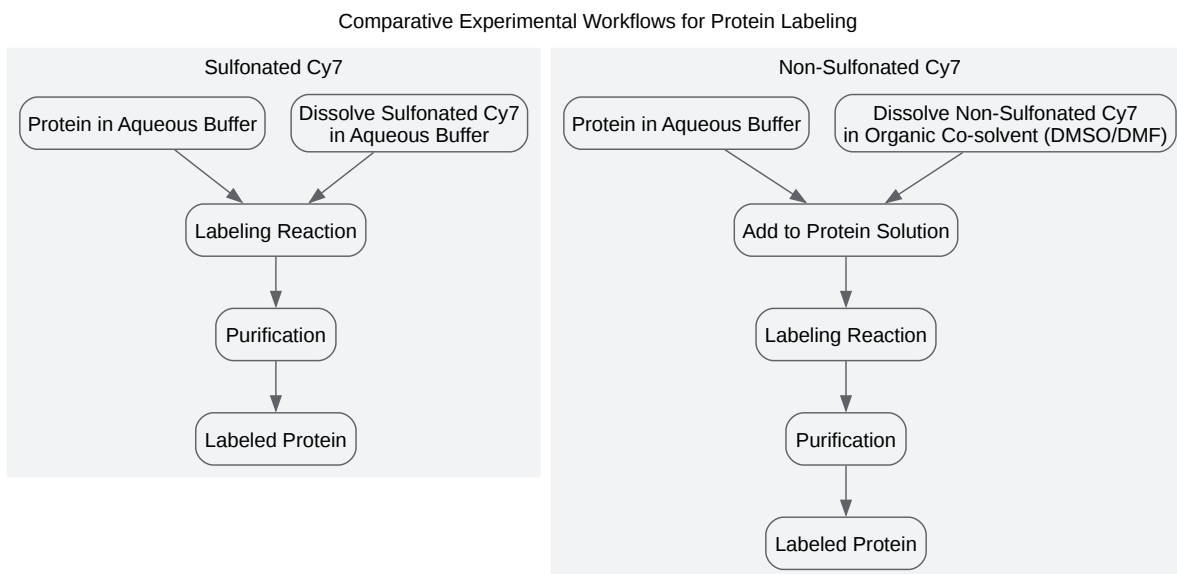 Comparative Experimental Workflows for Protein Labeling
Sulfonated Cy7
Protein in Aqueous Buffer
Dissolve Sulfonated Cy7
in Aqueous Buffer
Labeling Reaction
Purification
Labeled Protein
Non-Sulfonated Cy7
Protein in Aqueous Buffer
Dissolve Non-Sulfonated Cy7
in Organic Co-solvent (DMSO/DMF)
Add to Protein Solution
Labeling Reaction
Purification
Labeled Protein